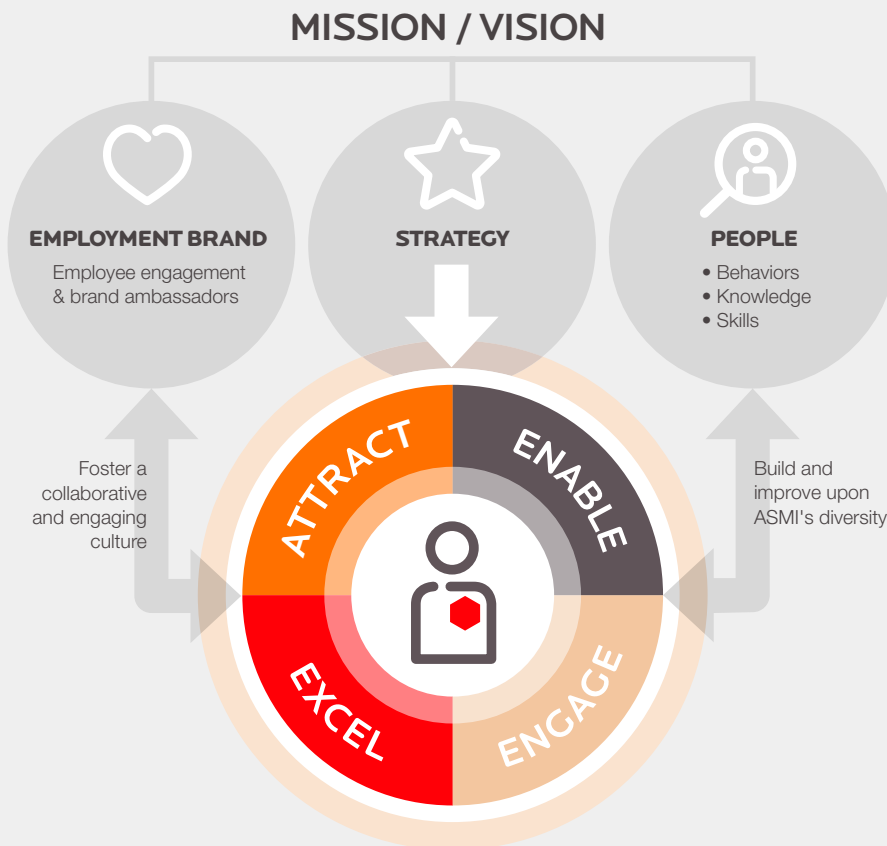 MISSION / VISION
EMPLOYMENT BRAND
Employee engagement
& brand ambassadors
STRATEGY
PEOPLE
• Behaviors
• Knowledge
• Skills
Foster a
collaborative
and engaging
culture
Build and
improve upon
ASMI's diversity
ATTRACT
ENABLE
EXCEL
ENGAGE